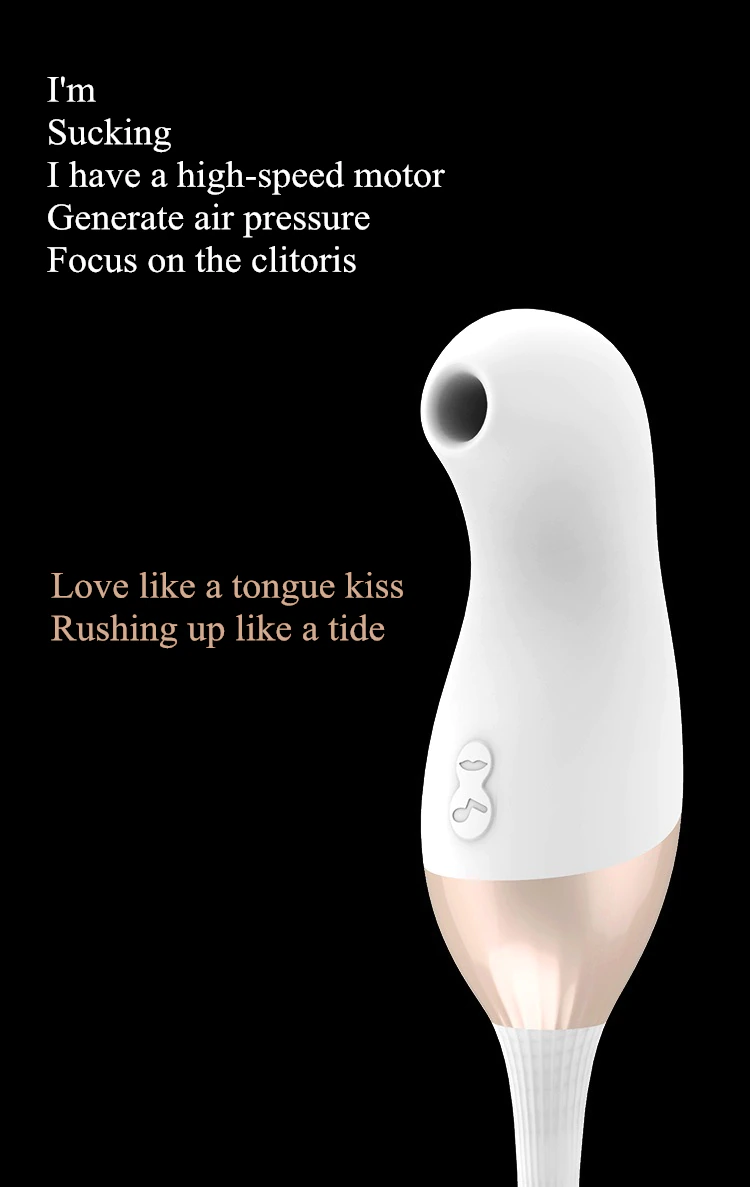 I'm
Sucking
I have a high-speed motor
Generate air pressure
Focus on the clitoris
Love like a tongue kiss
Rushing up like a tide